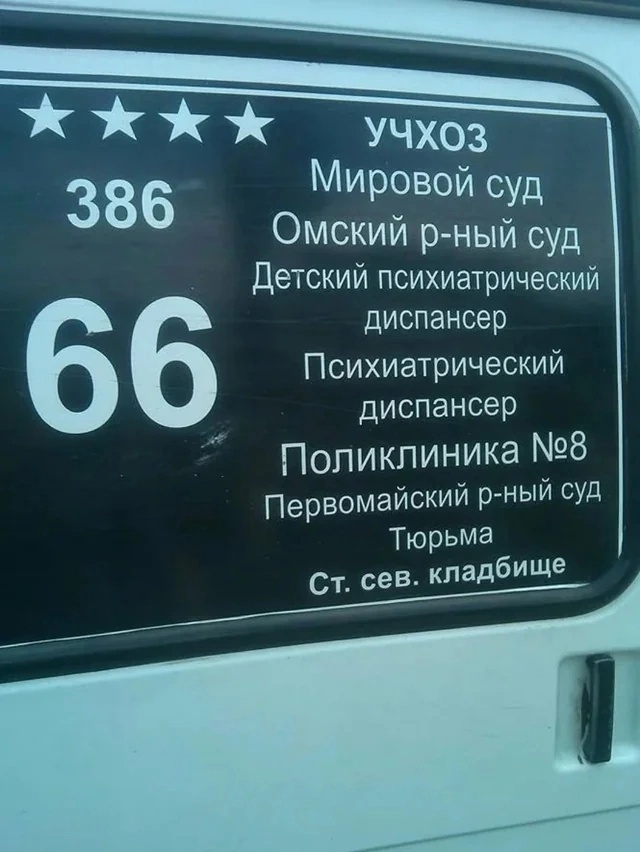 УЧХОЗ
386
Мировой суд
Омский р-ный суд
Детский психиатрический
диспансер
66
Психиатрический
диспансер
Поликлиника №8
Первомайский р-ный суд
Тюрьма
Ст. сев. кладбище